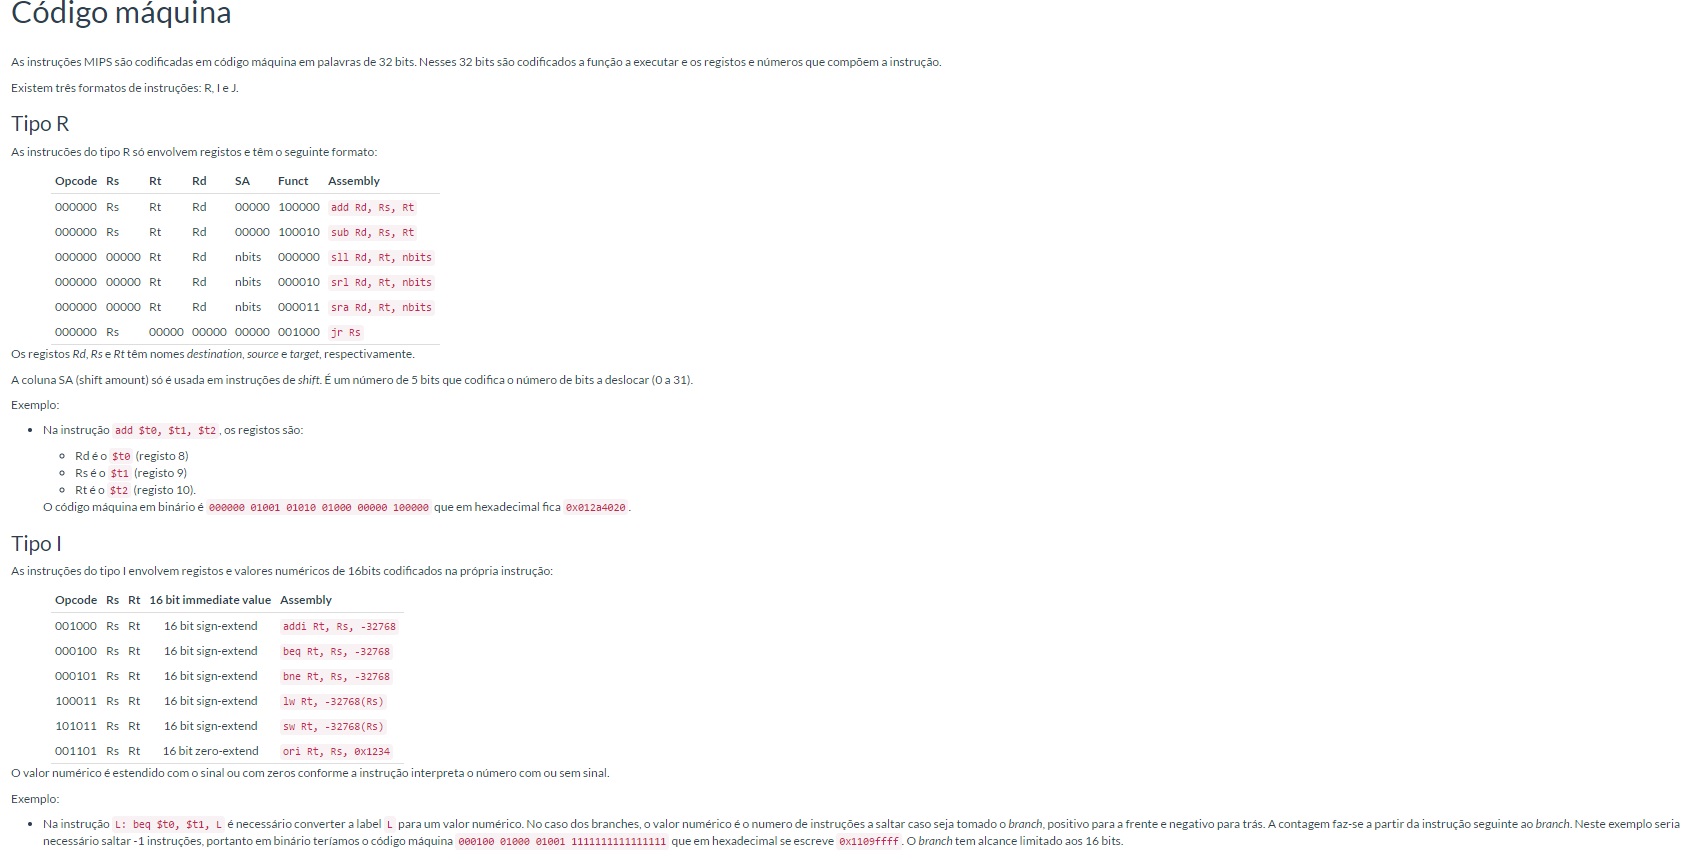 Código máquina
As instruções MIPS são codificadas em código máquina em palavras de 32 bits. Nesses 32 bits são codificados a função a executar e os registos e números que compõem a instrução.
Existem três formatos de instruções: R, I e J.
Tipo R
As instrucões do tipo R só envolvem registos e têm o seguinte formato:
Opcode Rs Rt Rd SA Funct Assembly
000000 Rs Rt Rd 00000 100000 add Rd, Rs, Rt
000000 Rs Rt Rd 00000 100010 sub Rd, Rs, Rt
000000 00000 Rt Rd nbits 000000 sll Rd, Rt, nbits
000000 00000 Rt Rd nbits 000010 srl Rd, Rt, nbits
000000 00000 Rt Rd nbits 000011 sra Rd, Rt, nbits
000000 Rs 00000 00000 00000 001000 jr Rs
Os registos Rd, Rs e Rt têm nomes destination, source e target, respectivamente.
A coluna SA (shift amount) só é usada em instruções de shift. É um número de 5 bits que codifica o número de bits a deslocar (0 a 31).
Exemplo:
• Na instrução add $t0, $t1, $t2, os registos são:
◦ Rd é o $t0 (registo 8)
◦ Rs é o $t1 (registo 9)
◦ Rt é o $t2 (registo 10).
O código máquina em binário é 000000 01001 01010 01000 00000 100000 que em hexadecimal fica 0x012a4020.
Tipo I
As instruções do tipo I envolvem registos e valores numéricos de 16bits codificados na própria instrução:
Opcode Rs Rt 16 bit immediate value Assembly
001000 Rs Rt 16 bit sign-extend addi Rt, Rs, -32768
000100 Rs Rt 16 bit sign-extend beq Rt, Rs, -32768
000101 Rs Rt 16 bit sign-extend bne Rt, Rs, -32768
100011 Rs Rt 16 bit sign-extend lw Rt, -32768(Rs)
101011 Rs Rt 16 bit sign-extend sw Rt, -32768(Rs)
001101 Rs Rt 16 bit zero-extend ori Rt, Rs, 0x1234
O valor numérico é estendido com o sinal ou com zeros conforme a instrução interpreta o número com ou sem sinal.
Exemplo:
• Na instrução L: beq $t0, $t1, L é necessário converter a label L para um valor numérico. No caso dos branches, o valor numérico é o numero de instruções a saltar caso seja tomado o branch, positivo para a frente e negativo para trás. A contagem faz-se a partir da instrução seguinte ao branch. Neste exemplo seria
necessário saltar -1 instruções, portanto em binário teríamos o código máquina 000100 01000 01001 1111111111111111 que em hexadecimal se escreve 0x1109ffff. O branch tem alcance limitado aos 16 bits.